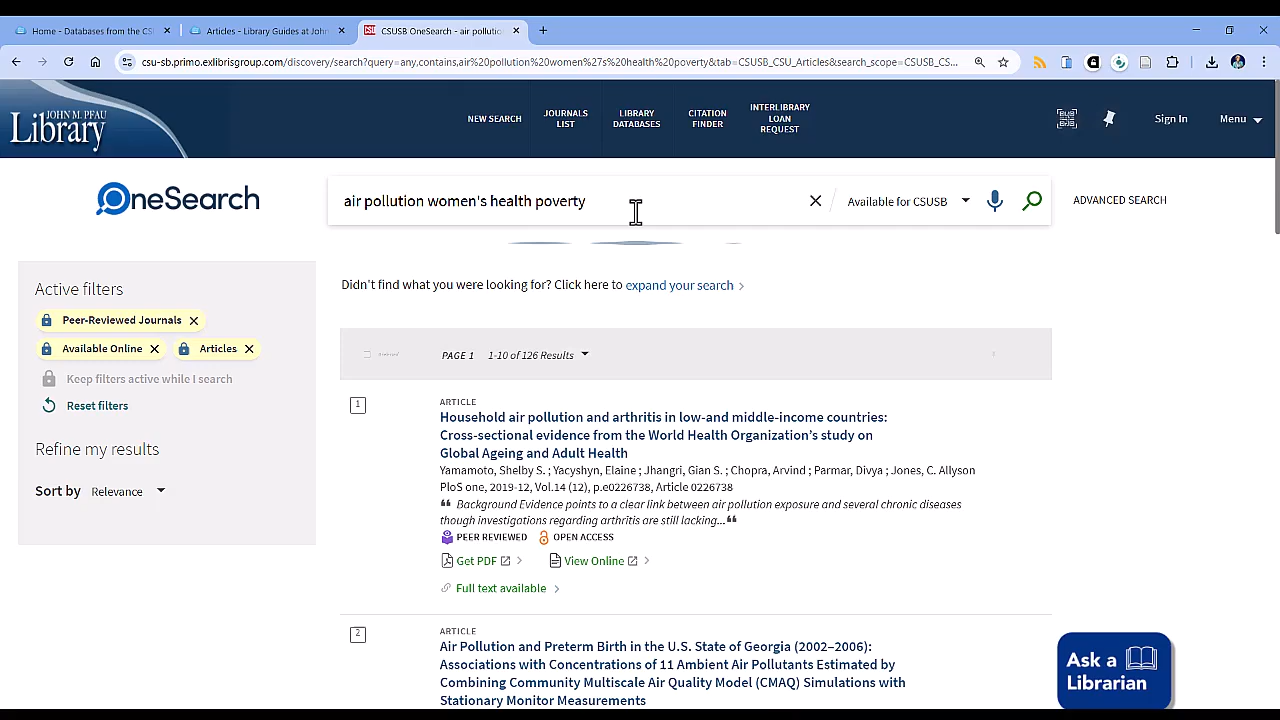 Home - Databases from the CS
Articles - Library Guides at John
CSUSB OneSearch - air pollutio
csu-sb.primo.exlibrisgroup.com/discovery/search?query=any,contains,air%20pollution%20women%27s%20health%20poverty&tab=CSUSB_CSU_Articles&search_scope=CSUSB_CS...
JOHN M. PFAU
Library
NEW SEARCH
JOURNALS
LIST
LIBRARY
DATABASES
CITATION
FINDER
INTERLIBRARY
LOAN
REQUEST
Sign In
Menu
OneSearch
air pollution women's health poverty
Available for CSUSB
ADVANCED SEARCH
Active filters
Peer-Reviewed Journals
Available Online
Articles
Keep filters active while I search
Reset filters
Refine my results
Sort by Relevance
Didn't find what you were looking for? Click here to expand your search
PAGE 1 1-10 of 126 Results
1
ARTICLE
Household air pollution and arthritis in low-and middle-income countries:
Cross-sectional evidence from the World Health Organization's study on
Global Ageing and Adult Health
Yamamoto, Shelby S. ; Yacyshyn, Elaine ; Jhangri, Gian S. ; Chopra, Arvind ; Parmar, Divya ; Jones, C. Allyson
PloS one, 2019-12, Vol.14 (12), p.e0226738, Article 0226738
❝ Background Evidence points to a clear link between air pollution exposure and several chronic diseases
though investigations regarding arthritis are still lacking...❞
PEER REVIEWED OPEN ACCESS
Get PDF View Online
Full text available
2
ARTICLE
Air Pollution and Preterm Birth in the U.S. State of Georgia (2002–2006):
Associations with Concentrations of 11 Ambient Air Pollutants Estimated by
Combining Community Multiscale Air Quality Model (CMAQ) Simulations with
Stationary Monitor Measurements
Ask a
Librarian